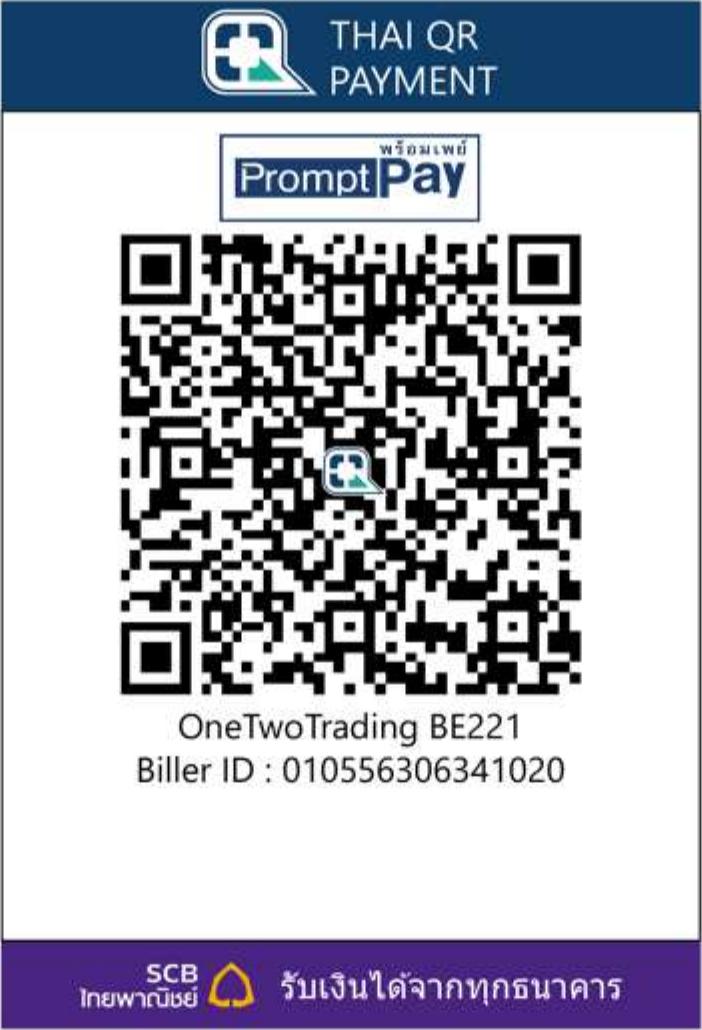 THAI QR
PAYMENT
พร้อมเพย์
PromptPay
OneTwoTrading BE221
Biller ID : 010556306341020
SCB
ไทยพาณิชย์
รับเงินได้จากทุกธนาคาร